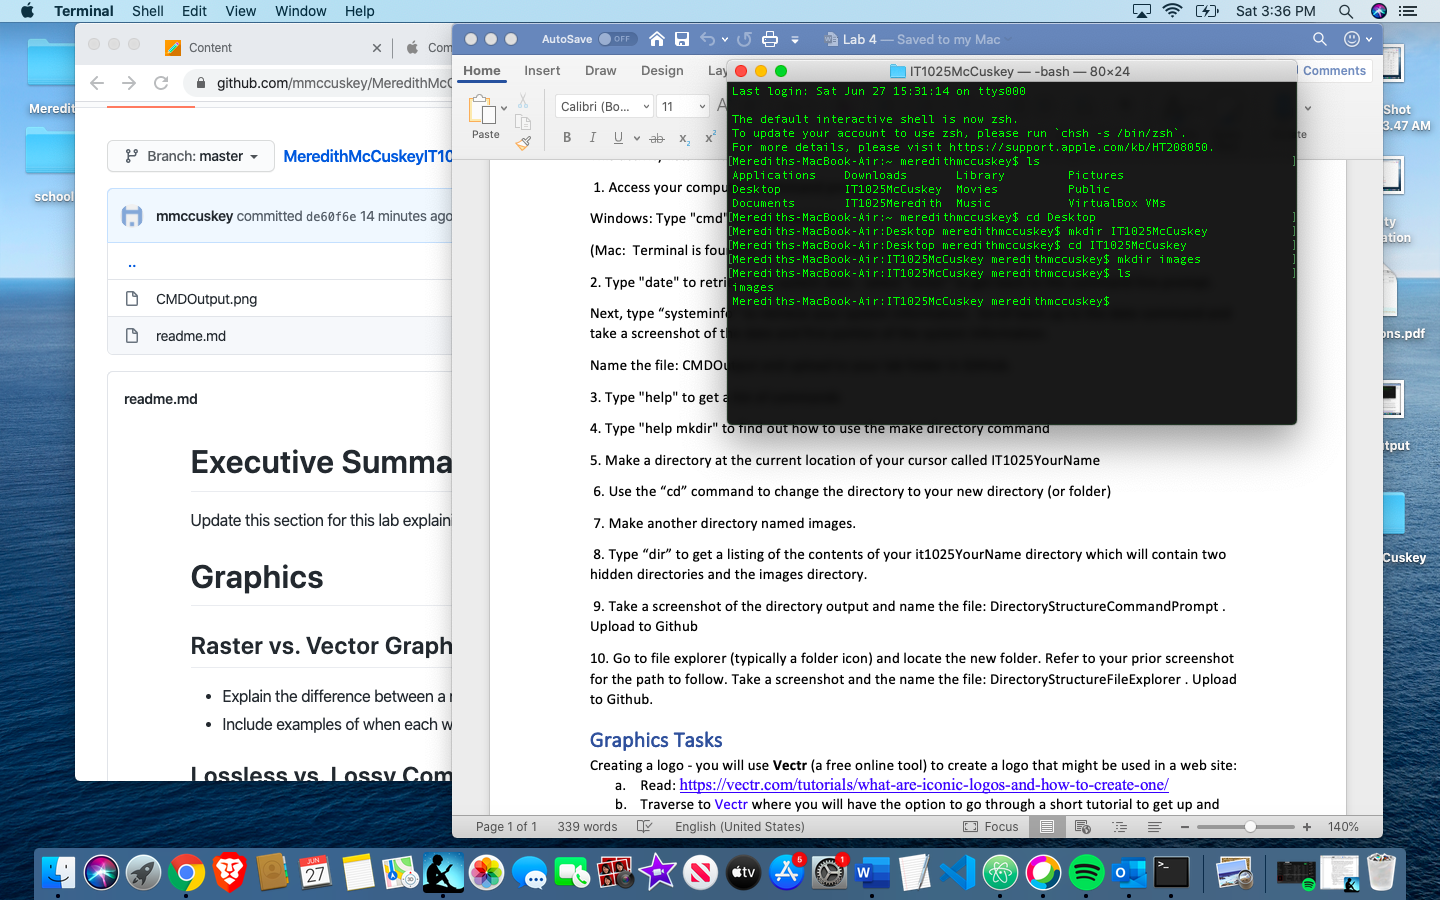 Terminal Shell Edit View Window Help
Sat 3:36 PM
Content
github.com/mmccuskey/MeredithMcC
Branch: master
MeredithMcCuskeyIT10
mmccuskey committed de60f6e 14 minutes ago
..
CMDOutput.png
readme.md
readme.md
Executive Summa
Update this section for this lab explaini
Graphics
Raster vs. Vector Graph
Explain the difference between a
Include examples of when each w
Lossless vs. Lossy Com
Meredit
school
AutoSave OFF
Lab 4 — Saved to my Mac
Home Insert Draw Design Lay
Comments
Paste
Calibri (Bo... 11
B I U ab x2 x2
1. Access your compu
Windows: Type "cmd"
(Mac: Terminal is fou
2. Type "date" to retri
Next, type “systeminfo
take a screenshot of th
Name the file: CMDOu
3. Type "help" to get a
4. Type "help mkdir" to find out how to use the make directory command
5. Make a directory at the current location of your cursor called IT1025YourName
6. Use the “cd” command to change the directory to your new directory (or folder)
7. Make another directory named images.
8. Type “dir” to get a listing of the contents of your it1025YourName directory which will contain two
hidden directories and the images directory.
9. Take a screenshot of the directory output and name the file: DirectoryStructureCommandPrompt .
Upload to Github
10. Go to file explorer (typically a folder icon) and locate the new folder. Refer to your prior screenshot
for the path to follow. Take a screenshot and the name the file: DirectoryStructureFileExplorer . Upload
to Github.
Graphics Tasks
Creating a logo - you will use Vectr (a free online tool) to create a logo that might be used in a web site:
a. Read: https://vectr.com/tutorials/what-are-iconic-logos-and-how-to-create-one/
b. Traverse to Vectr where you will have the option to go through a short tutorial to get up and
Page 1 of 1 339 words English (United States) Focus 140%
IT1025McCuskey — -bash — 80×24
Last login: Sat Jun 27 15:31:14 on ttys000
The default interactive shell is now zsh.
To update your account to use zsh, please run `chsh -s /bin/zsh`.
For more details, please visit https://support.apple.com/kb/HT208050.
[Merediths-MacBook-Air:~ meredithmccuskey$ ls ]
Applications Downloads Library Pictures
Desktop IT1025McCuskey Movies Public
Documents IT1025Meredith Music VirtualBox VMs
[Merediths-MacBook-Air:~ meredithmccuskey$ cd Desktop ]
[Merediths-MacBook-Air:Desktop meredithmccuskey$ mkdir IT1025McCuskey ]
[Merediths-MacBook-Air:Desktop meredithmccuskey$ cd IT1025McCuskey ]
[Merediths-MacBook-Air:IT1025McCuskey meredithmccuskey$ mkdir images ]
[Merediths-MacBook-Air:IT1025McCuskey meredithmccuskey$ ls ]
images
Merediths-MacBook-Air:IT1025McCuskey meredithmccuskey$
Shot
3.47 AM
ty
ation
ons.pdf
tput
Cuskey
JUN
27
tv
5
1
W